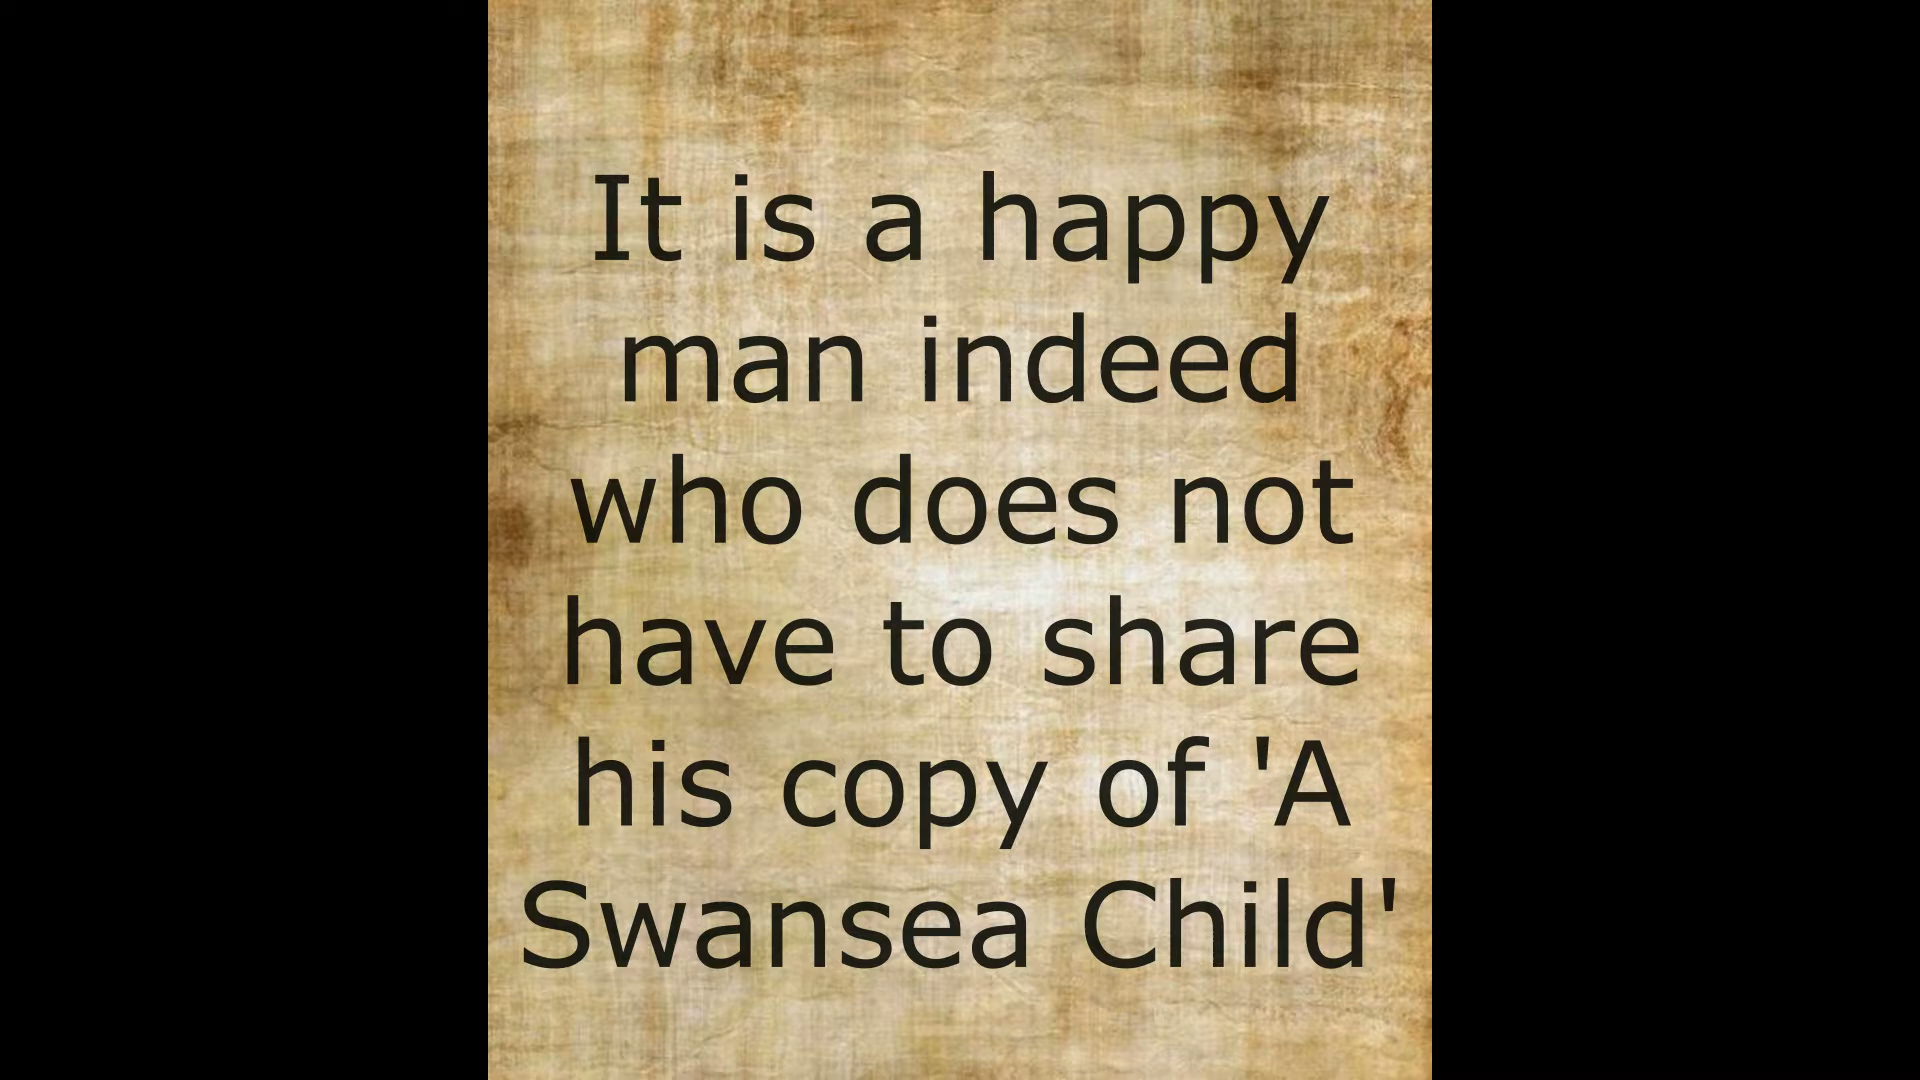 It is a happy
man indeed
who does not
have to share
his copy of 'A
Swansea Child'